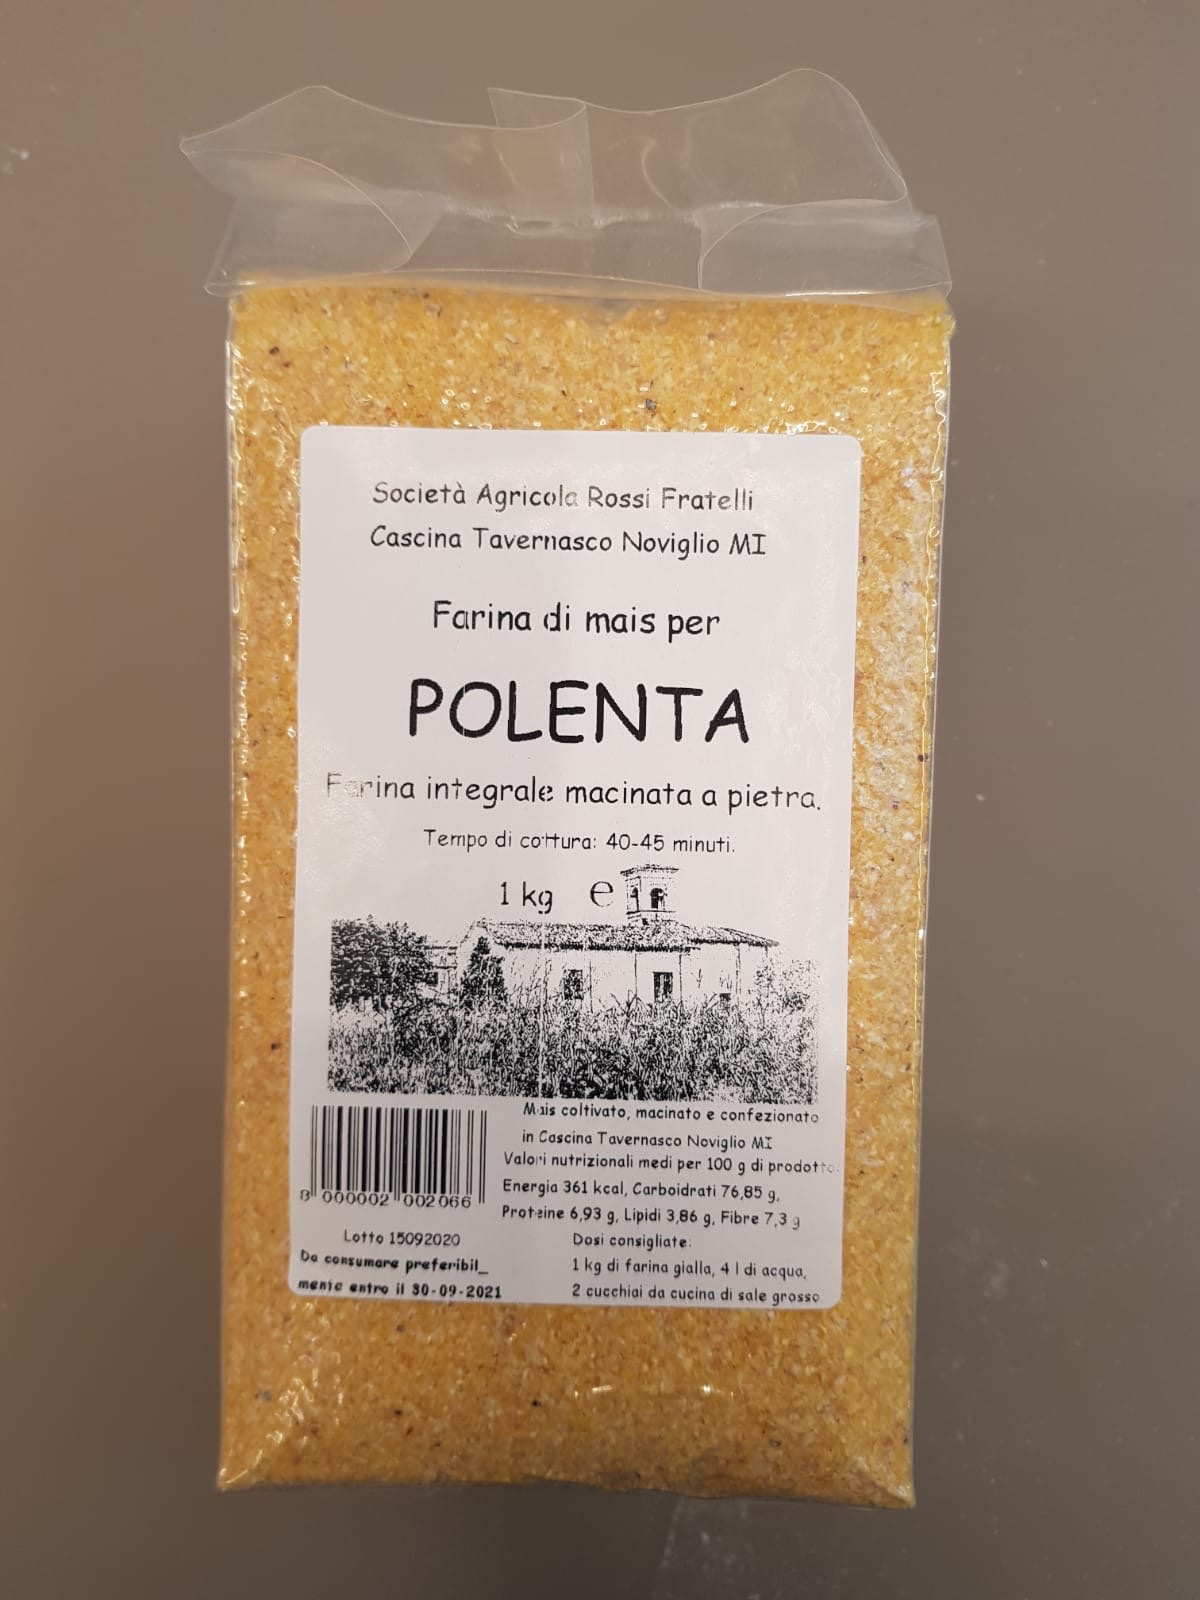 Società Agricola Rossi Fratelli
Cascina Tavernasco Noviglio MI
Farina di mais per
POLENTA
Farina integrale macinata a pietra.
Tempo di cottura: 40-45 minuti.
1 kg e
Mais coltivato, macinato e confezionato
in Cascina Tavernasco Noviglio MI
Valori nutrizionali medi per 100 g di prodotto:
Energia 361 kcal, Carboidrati 76,85 g,
Proteine 6,93 g, Lipidi 3,86 g, Fibre 7,3 g
8 000002 002066
Lotto 15092020
Da consumare preferibil_
mente entro il 30-09-2021
Dosi consigliate:
1 kg di farina gialla, 4 l di acqua,
2 cucchiai da cucina di sale grosso